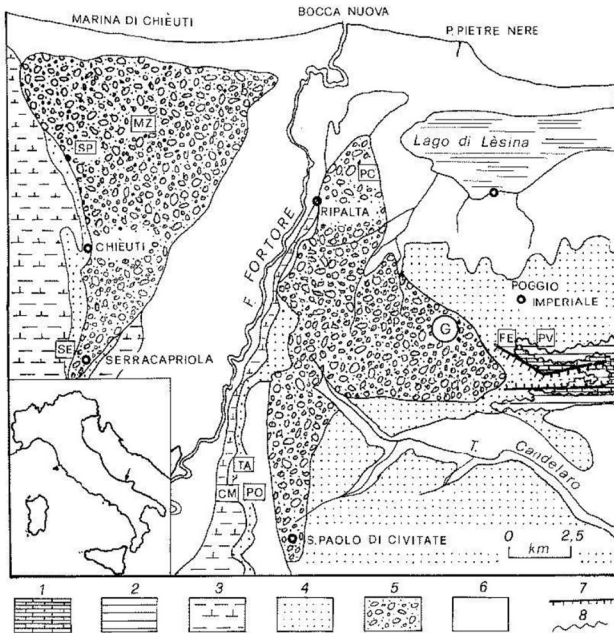 MARINA DI CHIÈUTI
BOCCA NUOVA
P. PIETRE NERE
MZ
SP
Lago di Lèsina
PC
RIPALTA
CHIÈUTI
F. FORTORE
POGGIO
IMPERIALE
G
FE
PV
SE
SERRACAPRIOLA
T. Candelaro
TA
CM
PO
S. PAOLO DI CIVITATE
0 2,5
km
1 2 3 4 5 6 7
8